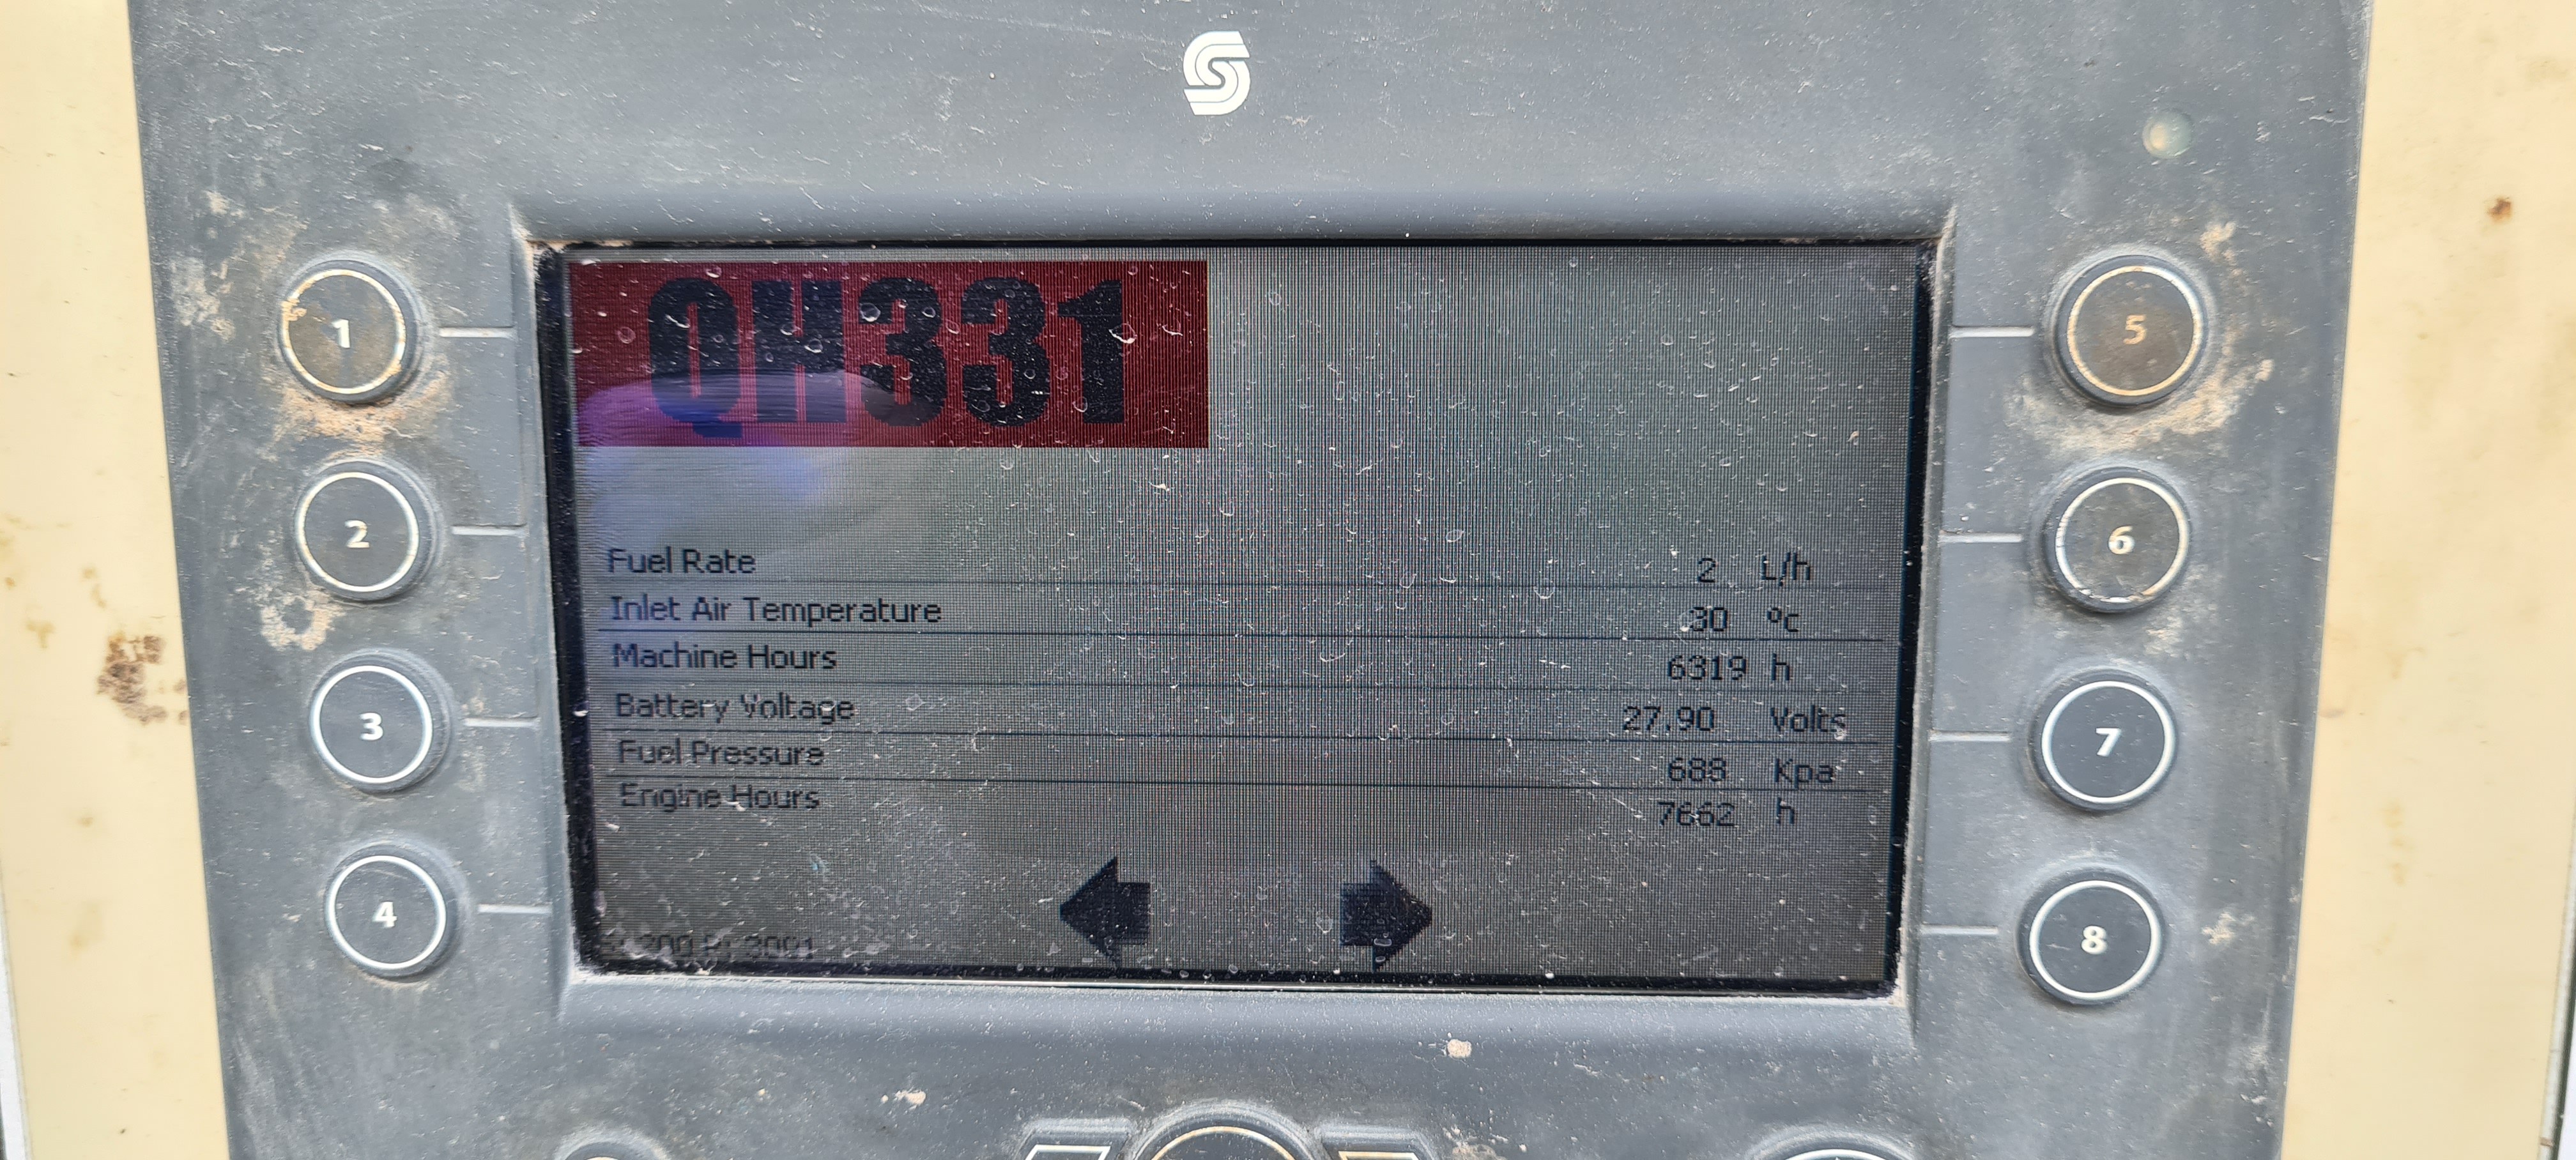 QH331
Fuel Rate 2 L/h
Inlet Air Temperature 30 ºc
Machine Hours 6319 h
Battery Voltage 27.90 Volts
Fuel Pressure 688 Kpa
Engine Hours 7662 h
1
2
3
4
5
6
7
8